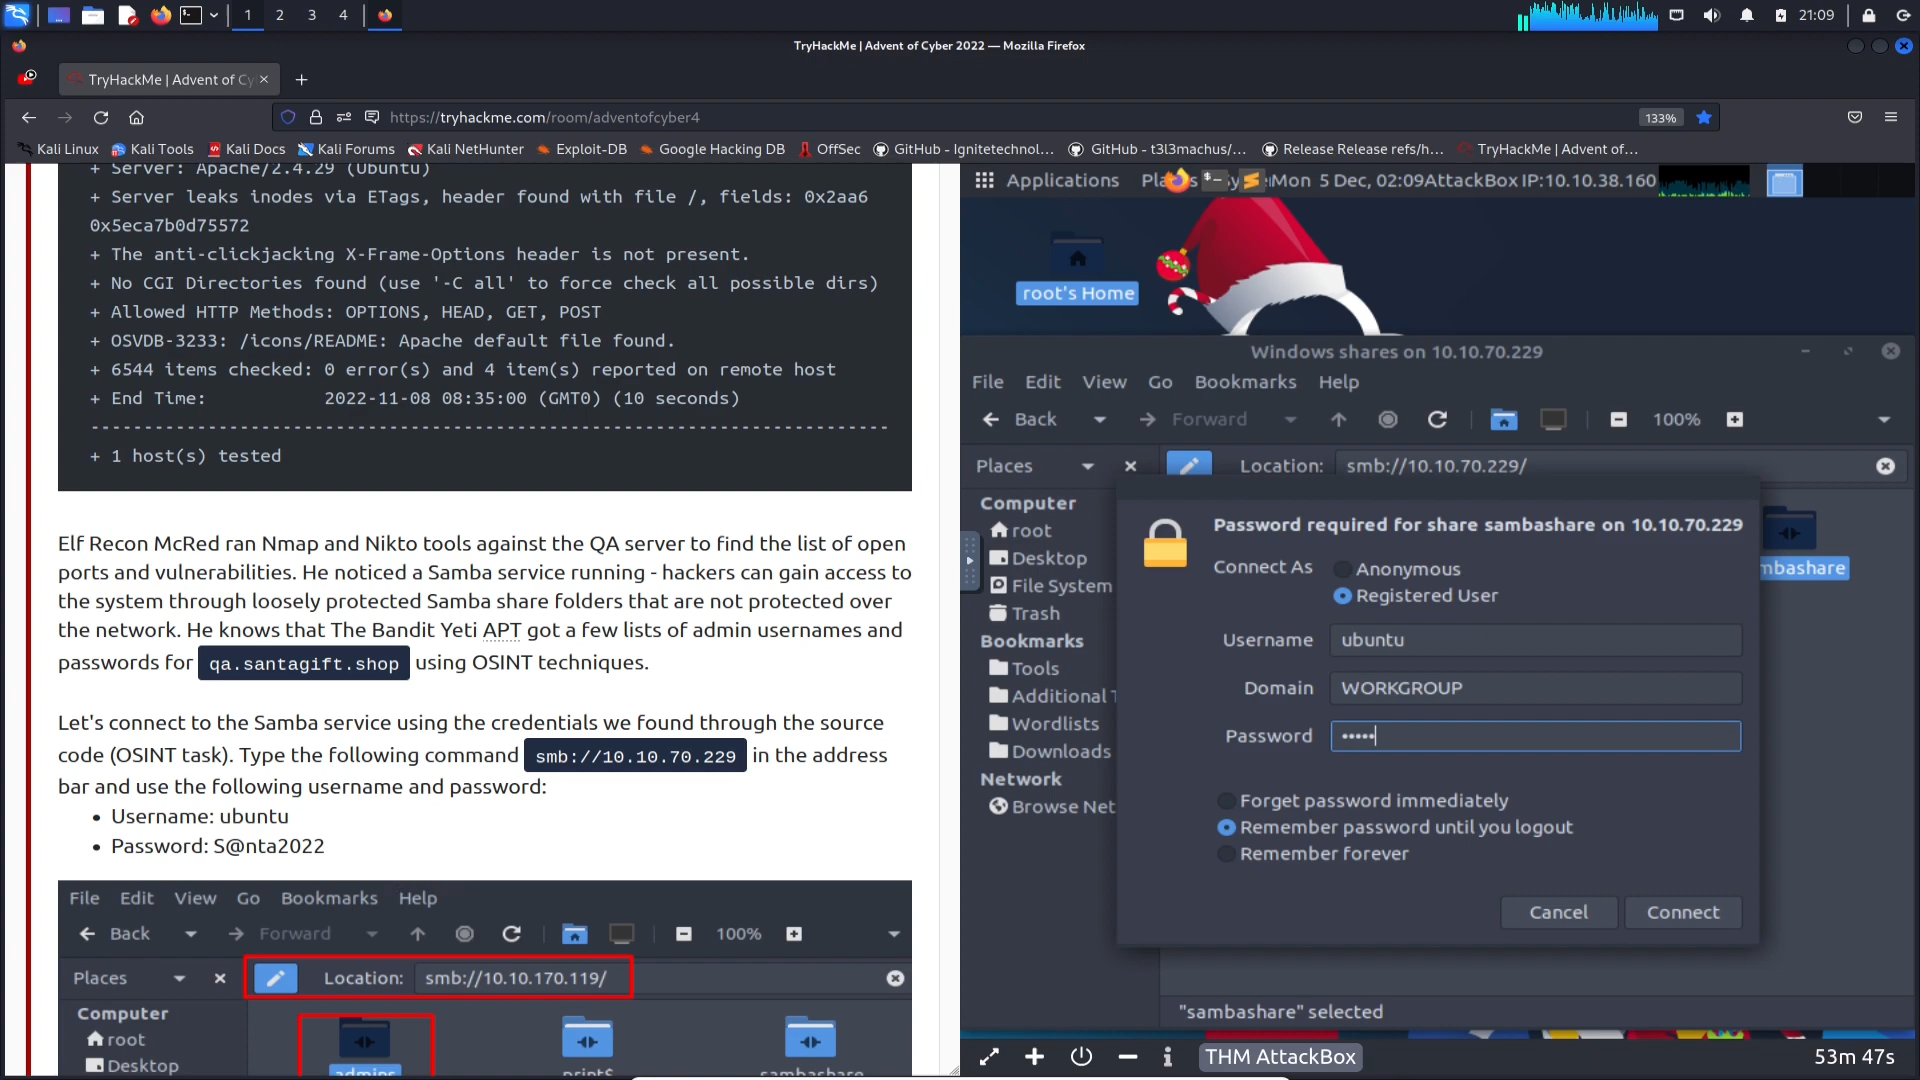 1 2 3 4 21:09
TryHackMe | Advent of Cyber 2022 — Mozilla Firefox
TryHackMe | Advent of Cy
https://tryhackme.com/room/adventofcyber4 133%
Kali Linux Kali Tools Kali Docs Kali Forums Kali NetHunter Exploit-DB Google Hacking DB OffSec GitHub - Ignitetechnol... GitHub - t3l3machus/... Release Release refs/h... TryHackMe | Advent of...
+ Server: Apache/2.4.29 (Ubuntu)
+ Server leaks inodes via ETags, header found with file /, fields: 0x2aa6
0x5eca7b0d75572
+ The anti-clickjacking X-Frame-Options header is not present.
+ No CGI Directories found (use '-C all' to force check all possible dirs)
+ Allowed HTTP Methods: OPTIONS, HEAD, GET, POST
+ OSVDB-3233: /icons/README: Apache default file found.
+ 6544 items checked: 0 error(s) and 4 item(s) reported on remote host
+ End Time: 2022-11-08 08:35:00 (GMT0) (10 seconds)
---------------------------------------------------------------------------
+ 1 host(s) tested
Elf Recon McRed ran Nmap and Nikto tools against the QA server to find the list of open
ports and vulnerabilities. He noticed a Samba service running - hackers can gain access to
the system through loosely protected Samba share folders that are not protected over
the network. He knows that The Bandit Yeti APT got a few lists of admin usernames and
passwords for qa.santagift.shop using OSINT techniques.
Let's connect to the Samba service using the credentials we found through the source
code (OSINT task). Type the following command smb://10.10.70.229 in the address
bar and use the following username and password:
• Username: ubuntu
• Password: S@nta2022
File Edit View Go Bookmarks Help
Back Forward 100%
Places Location: smb://10.10.170.119/
Computer
root
Desktop
admins print$ sambashare
Applications Mon 5 Dec, 02:09 AttackBox IP:10.10.38.160
root's Home
Windows shares on 10.10.70.229
File Edit View Go Bookmarks Help
Back Forward 100%
Places Location: smb://10.10.70.229/
Computer
root
Desktop
File System
Trash
Bookmarks
Tools
Additional T
Wordlists
Downloads
Network
Browse Net
mbashare
Password required for share sambashare on 10.10.70.229
Connect As Anonymous
Registered User
Username ubuntu
Domain WORKGROUP
Password •••••
Forget password immediately
Remember password until you logout
Remember forever
Cancel Connect
"sambashare" selected
THM AttackBox 53m 47s